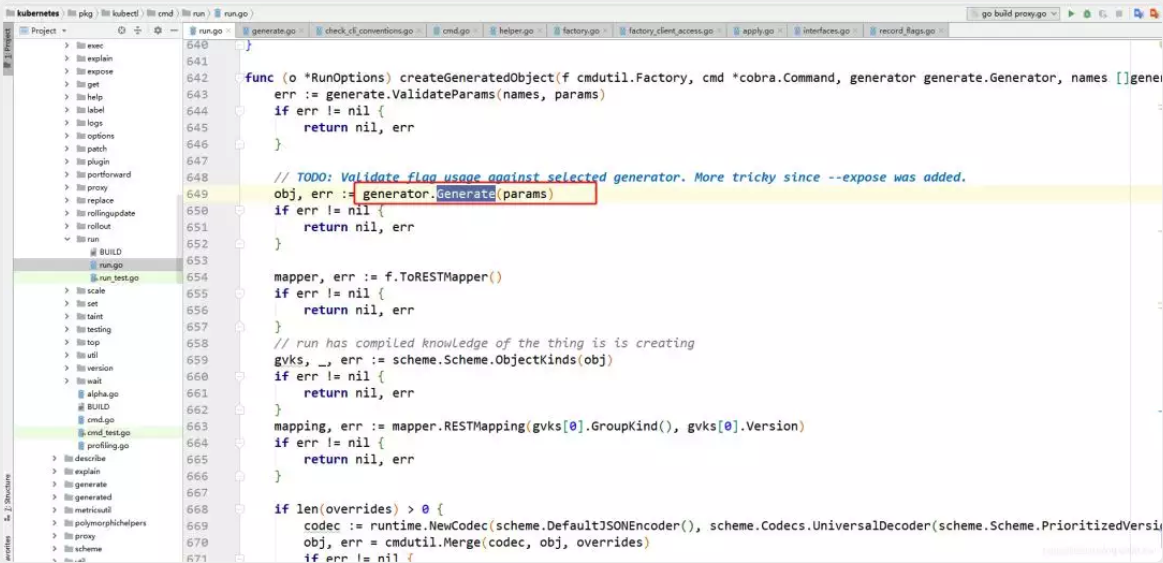 kubernetes pkg kubectl cmd run run.go
go build proxy.go
Project
run.go generate.go check_cli_conventions.go cmd.go helper.go factory.go factory_client_access.go apply.go interfaces.go record_flags.go
1: Project
exec
explain
expose
get
help
label
logs
options
patch
plugin
portforward
proxy
replace
rollingupdate
rollout
run
BUILD
run.go
run_test.go
scale
set
taint
testing
top
util
version
wait
alpha.go
BUILD
cmd.go
cmd_test.go
profiling.go
describe
explain
generate
generated
metricsutil
polymorphichelpers
proxy
scheme
util
Z: Structure
640 }
641
642 func (o *RunOptions) createGeneratedObject(f cmdutil.Factory, cmd *cobra.Command, generator generate.Generator, names []gener
643 err := generate.ValidateParams(names, params)
644 if err != nil {
645 return nil, err
646 }
647
648 // TODO: Validate flag usage against selected generator. More tricky since --expose was added.
649 obj, err := generator.Generate(params)
650 if err != nil {
651 return nil, err
652 }
653
654 mapper, err := f.ToRESTMapper()
655 if err != nil {
656 return nil, err
657 }
658 // run has compiled knowledge of the thing is is creating
659 gvks, _, err := scheme.Scheme.ObjectKinds(obj)
660 if err != nil {
661 return nil, err
662 }
663 mapping, err := mapper.RESTMapping(gvks[0].GroupKind(), gvks[0].Version)
664 if err != nil {
665 return nil, err
666 }
667
668 if len(overrides) > 0 {
669 codec := runtime.NewCodec(scheme.DefaultJSONEncoder(), scheme.Codecs.UniversalDecoder(scheme.Scheme.PrioritizedVersi
670 obj, err = cmdutil.Merge(codec, obj, overrides)
671 if err != nil {